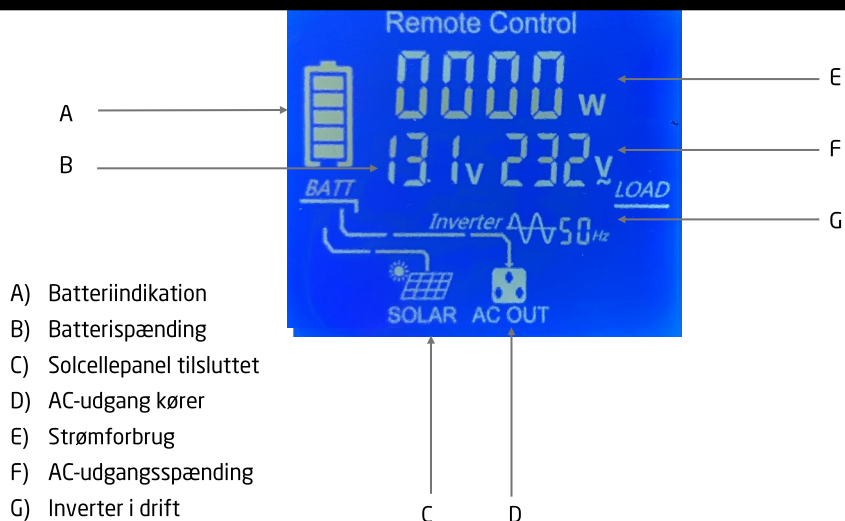 Remote Control
0000 W
E
A
13.1v 232V
F
B
BATT
LOAD
Inverter 50Hz
G
SOLAR AC OUT
A) Batteriindikation
B) Batterispænding
C) Solcellepanel tilsluttet
D) AC-udgang kører
E) Strømforbrug
F) AC-udgangsspænding
G) Inverter i drift
C
D